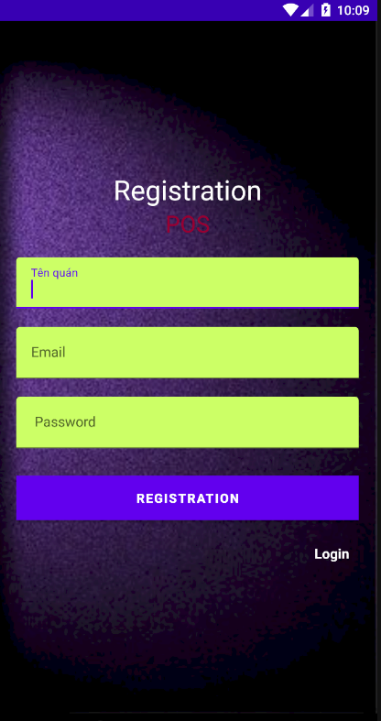 10:09
Registration
POS
Tên quán
Email
Password
REGISTRATION
Login